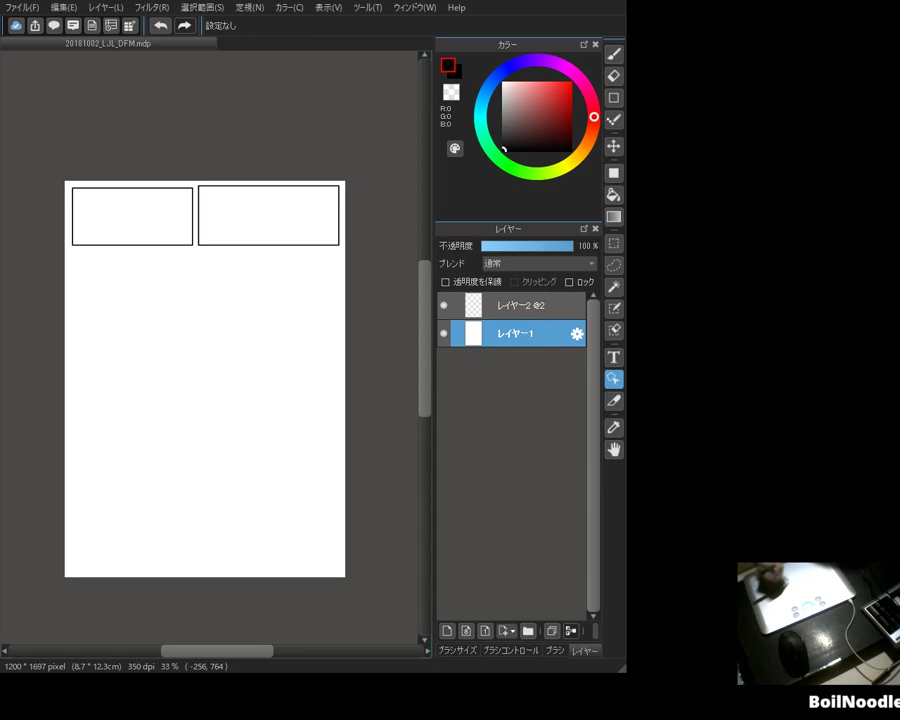 ファイル(F) 編集(E) レイヤー(L) フィルタ(R) 選択範囲(S) 定規(N) カラー(C) 表示(V) ツール(T) ウィンドウ(W) Help
設定なし
20181002_LJL_DFM.mdp
カラー
R:0
G:0
B:0
レイヤー
不透明度 100 %
ブレンド 通常
透明度を保護 クリッピング ロック
レイヤー2 @2
レイヤー1
T
ブラシサイズ ブラシコントロール ブラシ レイヤー
1200 * 1697 pixel (8.7 * 12.3cm) 350 dpi 33 % ( -256, 764 )
BoilNoodle